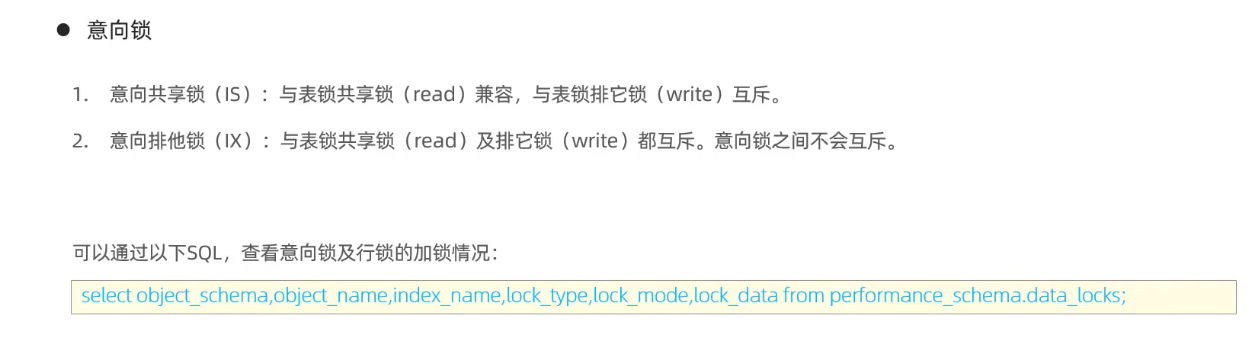 ● 意向锁
1. 意向共享锁（IS）：与表锁共享锁（read）兼容，与表锁排它锁（write）互斥。
2. 意向排他锁（IX）：与表锁共享锁（read）及排它锁（write）都互斥。意向锁之间不会互斥。
可以通过以下SQL，查看意向锁及行锁的加锁情况：
select object_schema,object_name,index_name,lock_type,lock_mode,lock_data from performance_schema.data_locks;